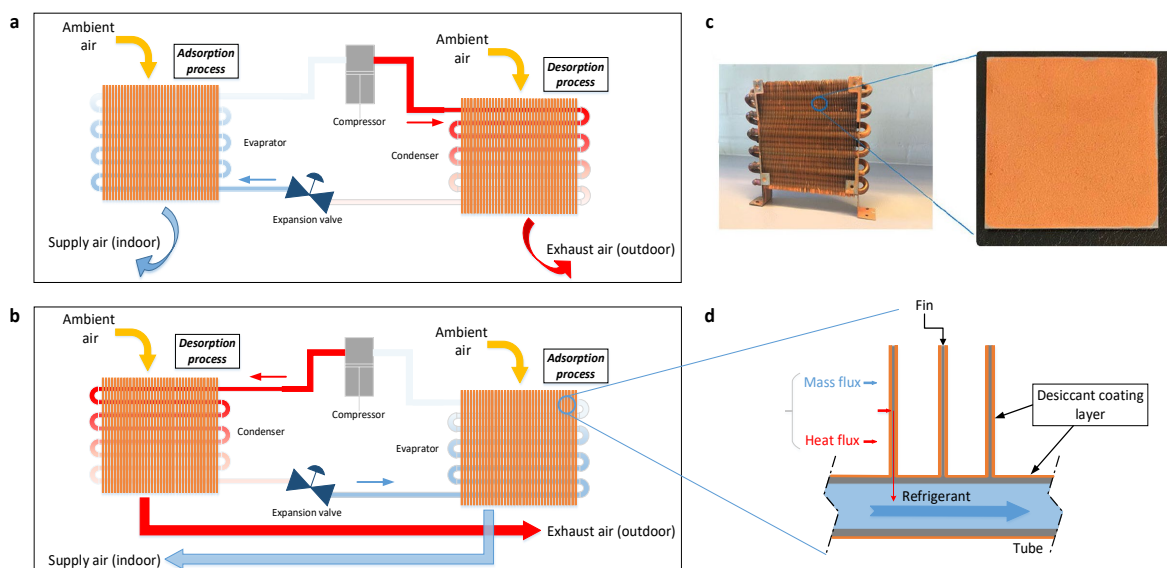 a
Ambient
air
Adsorption
process
Evaprator
Compressor
Ambient
air
Desorption
process
Condenser
Expansion valve
Supply air (indoor)
Exhaust air (outdoor)
b
Ambient
air
Desorption
process
Condenser
Compressor
Ambient
air
Adsorption
process
Evaprator
Expansion valve
Exhaust air (outdoor)
Supply air (indoor)
c
d
Fin
Mass flux
Heat flux
Desiccant coating
layer
Refrigerant
Tube